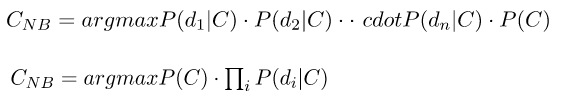 C_{NB} = argmaxP(d_1|C) · P(d_2|C) · · cdotP(d_n|C) · P(C)
C_{NB} = argmaxP(C) · ∏_i P(d_i|C)